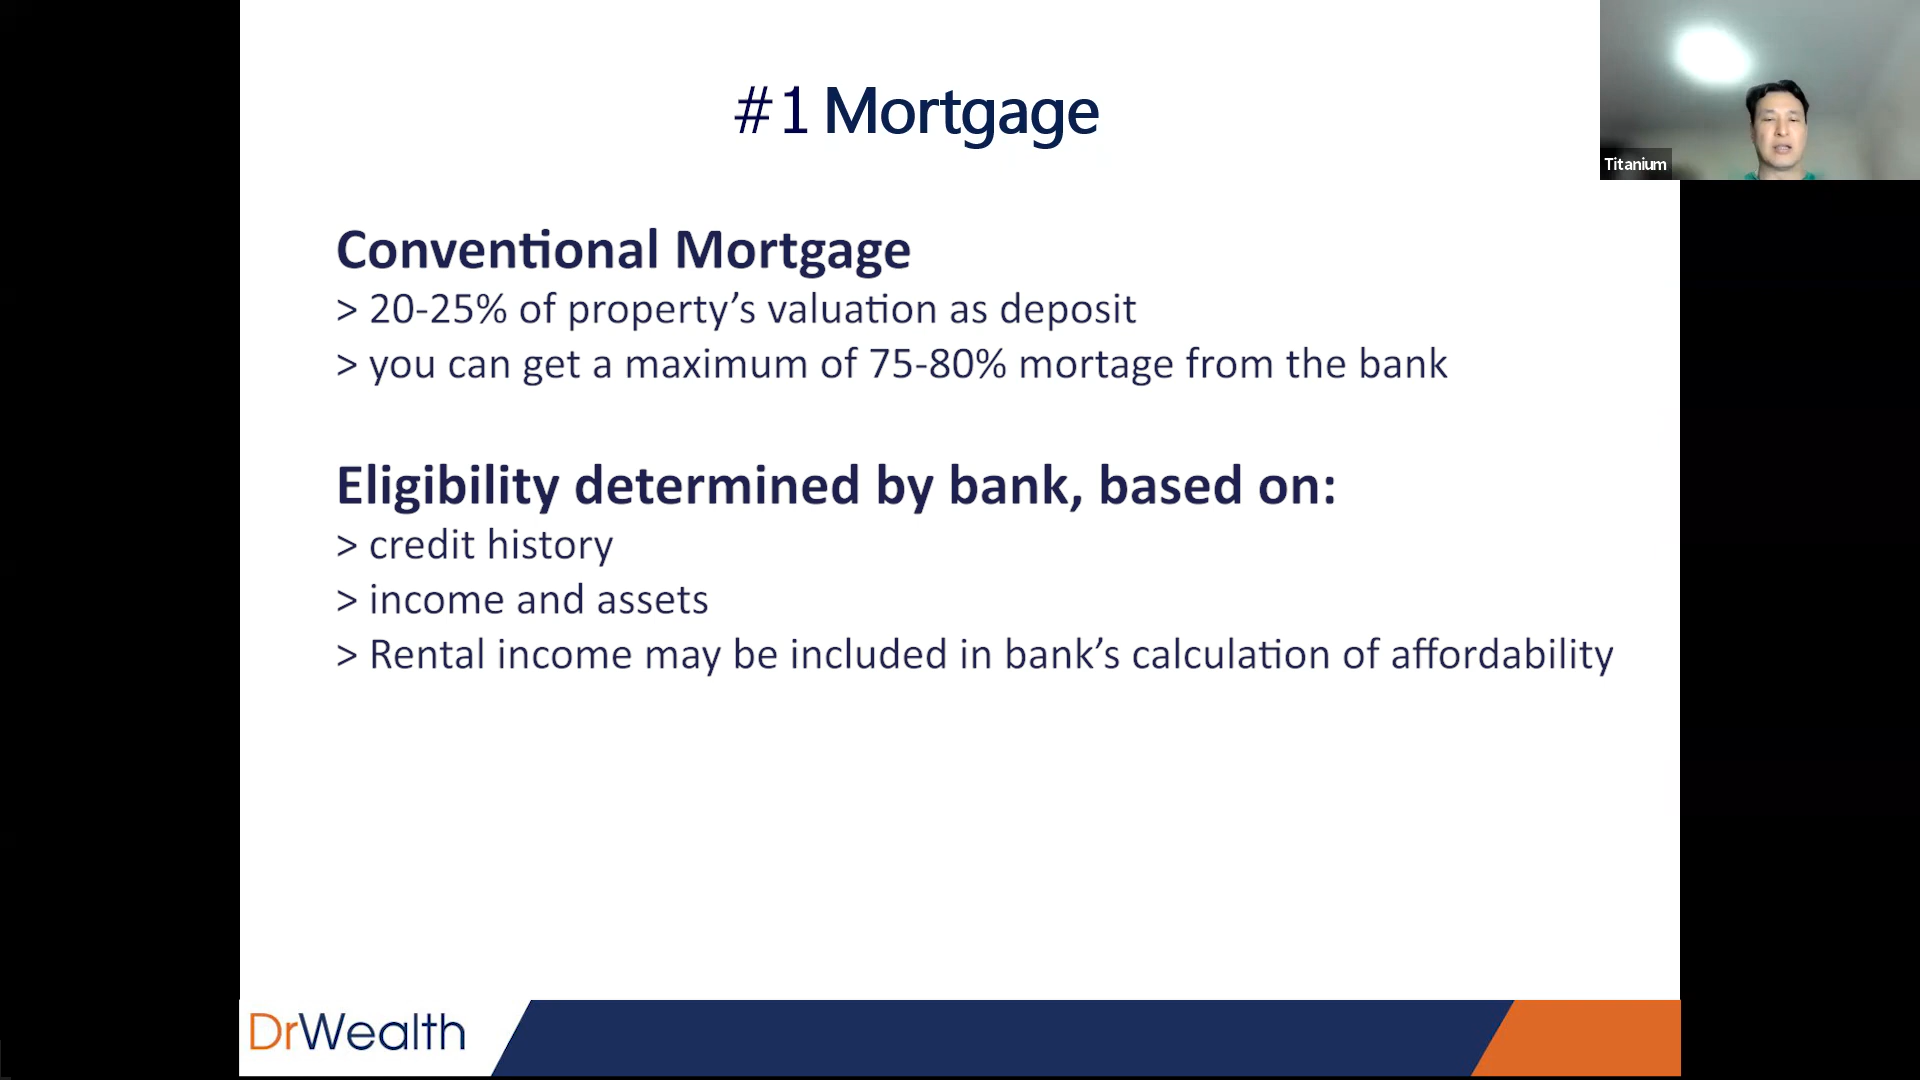 #1 Mortgage
Titanium
Conventional Mortgage
> 20-25% of property’s valuation as deposit
> you can get a maximum of 75-80% mortage from the bank
Eligibility determined by bank, based on:
> credit history
> income and assets
> Rental income may be included in bank’s calculation of affordability
DrWealth